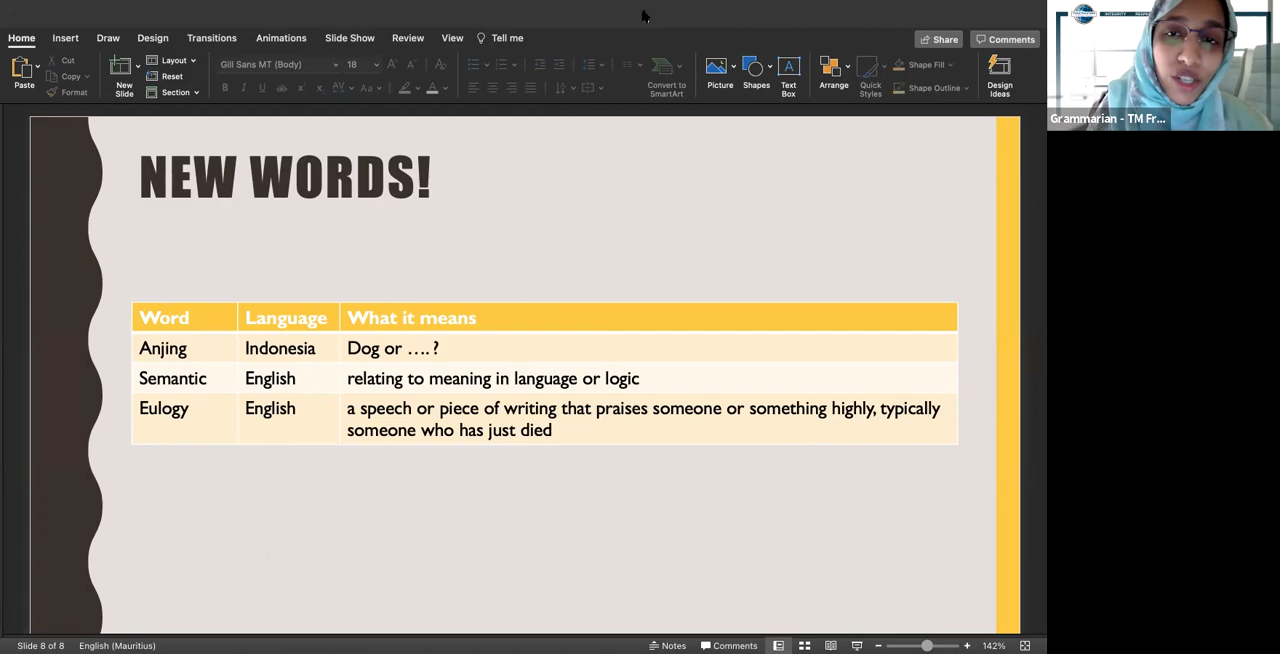 Home Insert Draw Design Transitions Animations Slide Show Review View Tell me
Share Comments
Paste
Cut
Copy
Format
New Slide
Layout
Reset
Section
Gill Sans MT (Body) 18
Convert to SmartArt
Picture
Shapes
Text Box
Arrange
Quick Styles
Shape Fill
Shape Outline
Design Ideas
NEW WORDS!
Word Language What it means
Anjing Indonesia Dog or ....?
Semantic English relating to meaning in language or logic
Eulogy English a speech or piece of writing that praises someone or something highly, typically
someone who has just died
INTEGRITY
Grammarian - TM Fr...
Slide 8 of 8 English (Mauritius) Notes Comments 142%